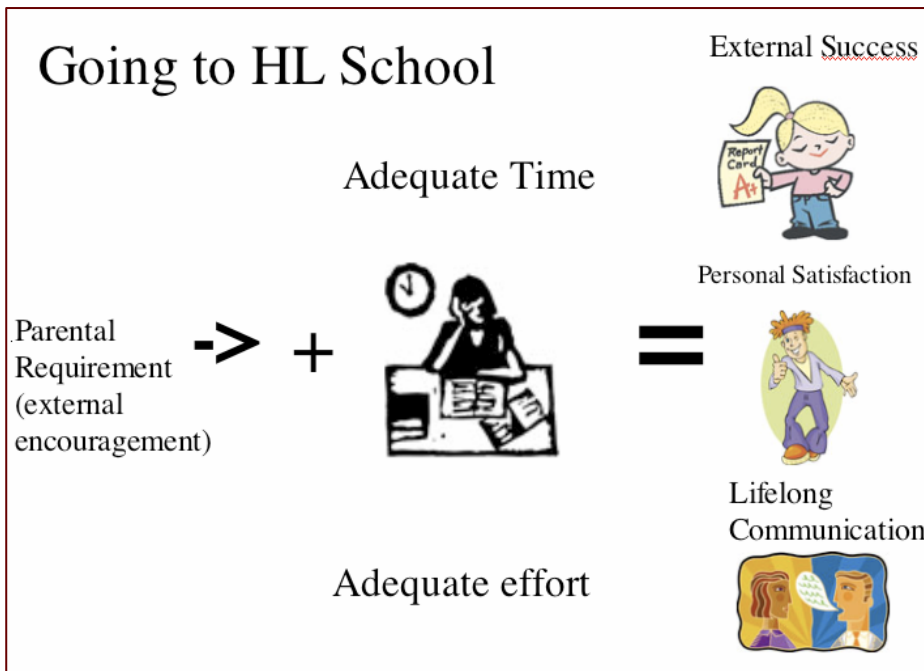 Going to HL School
External Success
Report
Card
A+
Adequate Time
Personal Satisfaction
.Parental
Requirement
(external
encouragement)
-> + =
Lifelong
Communication
Adequate effort